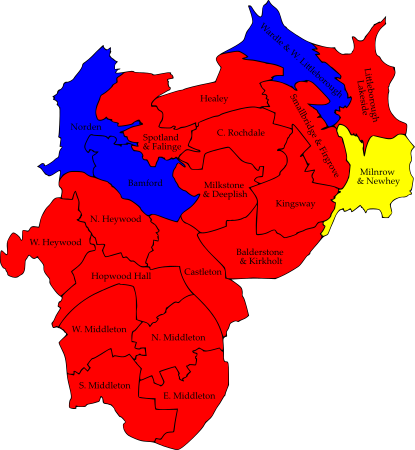 Wardle & W. Littleborough
Littleborough
Lakeside
Healey
Norden
Spotland
& Falinge
C. Rochdale
Smallbridge & Firgrove
Bamford
Milkstone
& Deeplish
Kingsway
Milnrow
& Newhey
N. Heywood
W. Heywood
Balderstone
& Kirkholt
Hopwood Hall
Castleton
W. Middleton
N. Middleton
S. Middleton
E. Middleton